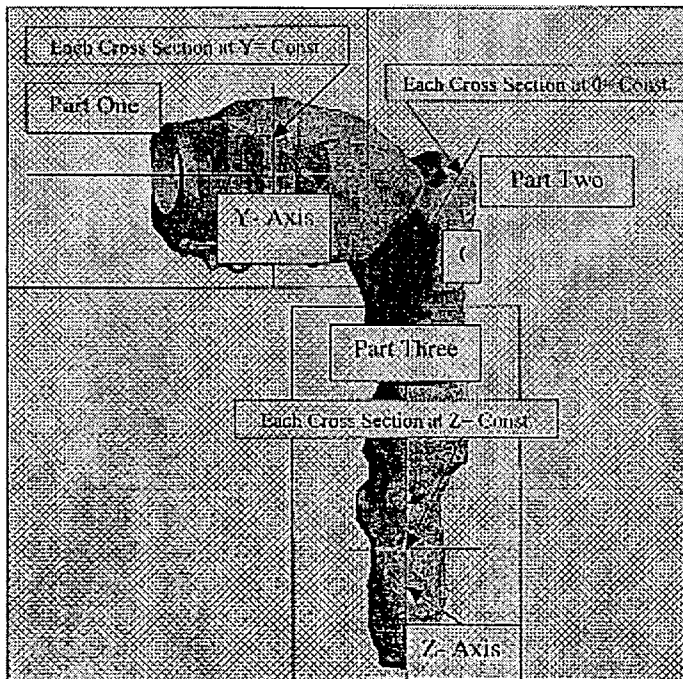 Each Cross Section at Y= Const
Each Cross Section at θ= Const
Part One
Part Two
Y- Axis
Part Three
Each Cross Section at Z= Const
Z- Axis